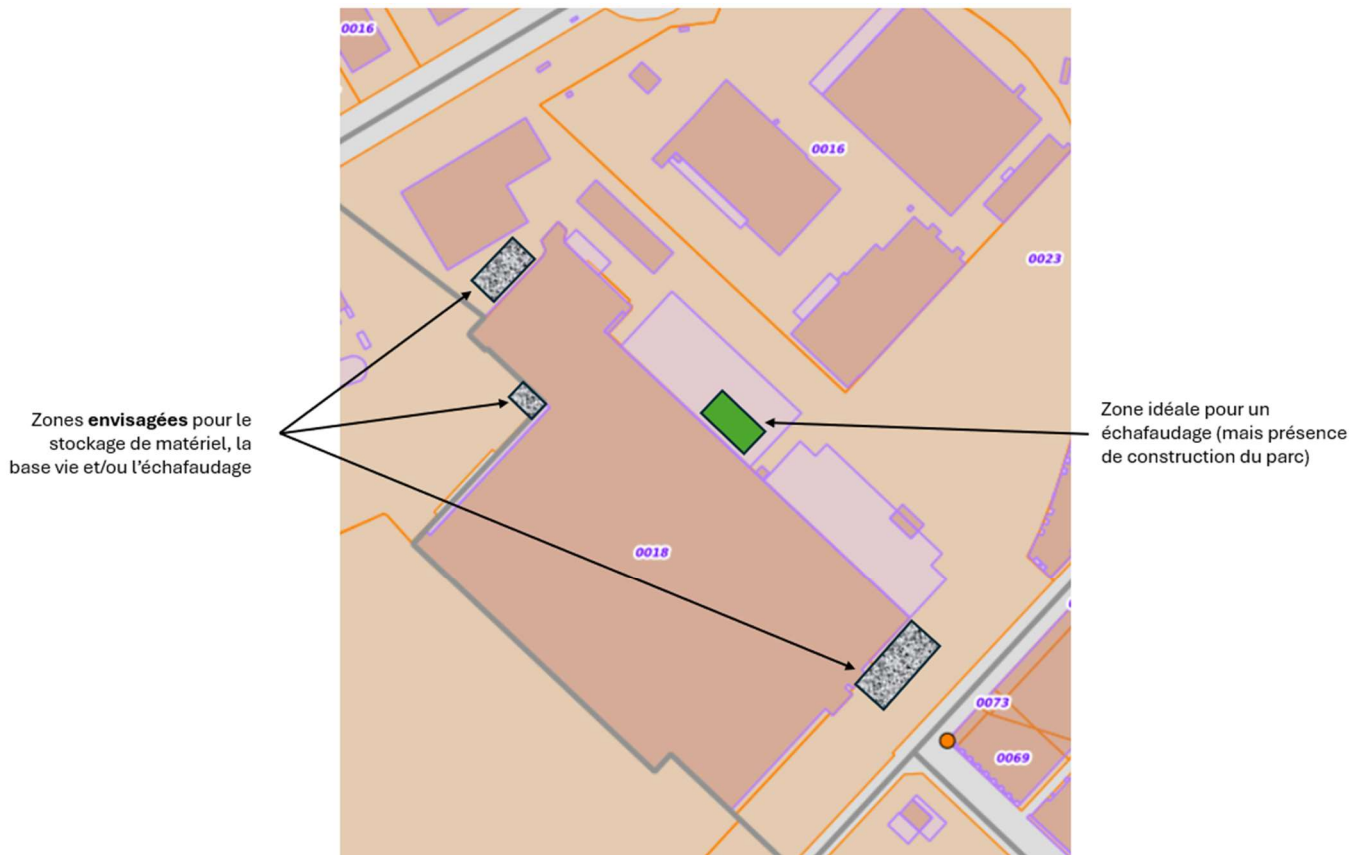 0016
0016
0023
Zones envisagées pour le
stockage de matériel, la
base vie et/ou l’échafaudage
Zone idéale pour un
échafaudage (mais présence
de construction du parc)
0018
0073
0069